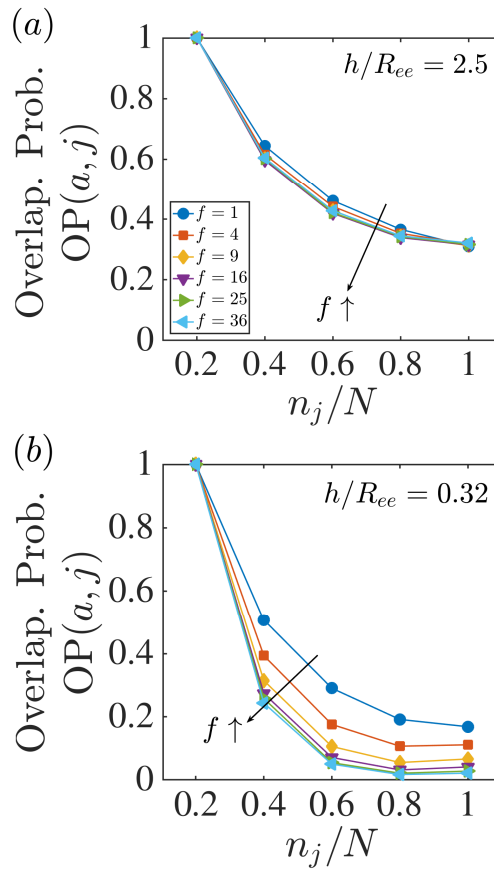 (a)
h/R_ee = 2.5
Overlap. Prob.
OP(a, j)
1
0.8
0.6
0.4
0.2
0
f = 1
f = 4
f = 9
f = 16
f = 25
f = 36
f ↑
0.2 0.4 0.6 0.8 1
n_j/N
(b)
h/R_ee = 0.32
Overlap. Prob.
OP(a, j)
1
0.8
0.6
0.4
0.2
0
f ↑
0.2 0.4 0.6 0.8 1
n_j/N